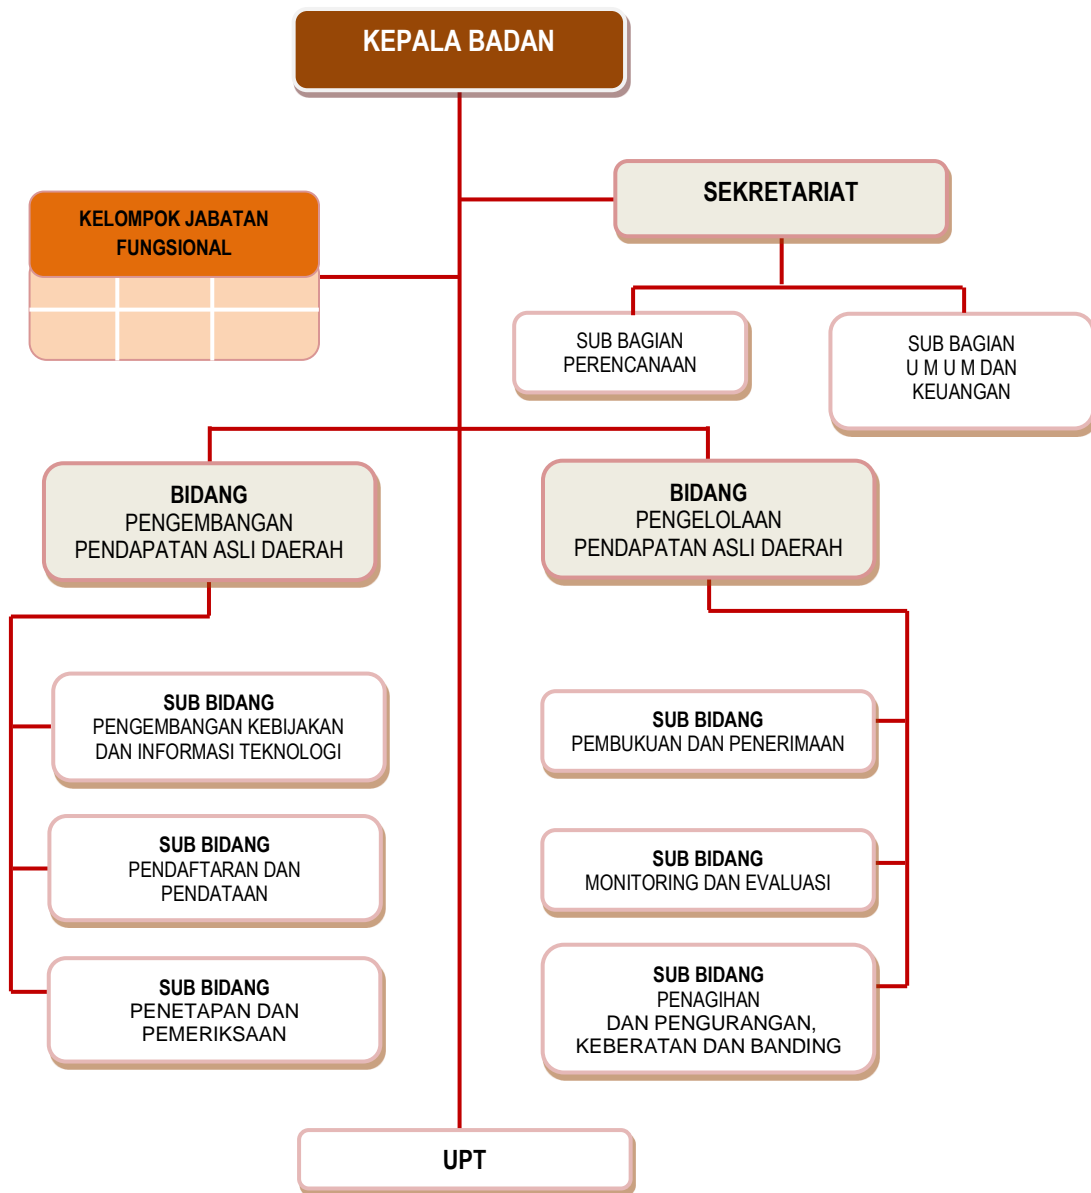 KEPALA BADAN
SEKRETARIAT
KELOMPOK JABATAN
FUNGSIONAL
SUB BAGIAN
PERENCANAAN
SUB BAGIAN
U M U M DAN
KEUANGAN
BIDANG
PENGEMBANGAN
PENDAPATAN ASLI DAERAH
BIDANG
PENGELOLAAN
PENDAPATAN ASLI DAERAH
SUB BIDANG
PENGEMBANGAN KEBIJAKAN
DAN INFORMASI TEKNOLOGI
SUB BIDANG
PENDAFTARAN DAN
PENDATAAN
SUB BIDANG
PENETAPAN DAN
PEMERIKSAAN
SUB BIDANG
PEMBUKUAN DAN PENERIMAAN
SUB BIDANG
MONITORING DAN EVALUASI
SUB BIDANG
PENAGIHAN
DAN PENGURANGAN,
KEBERATAN DAN BANDING
UPT